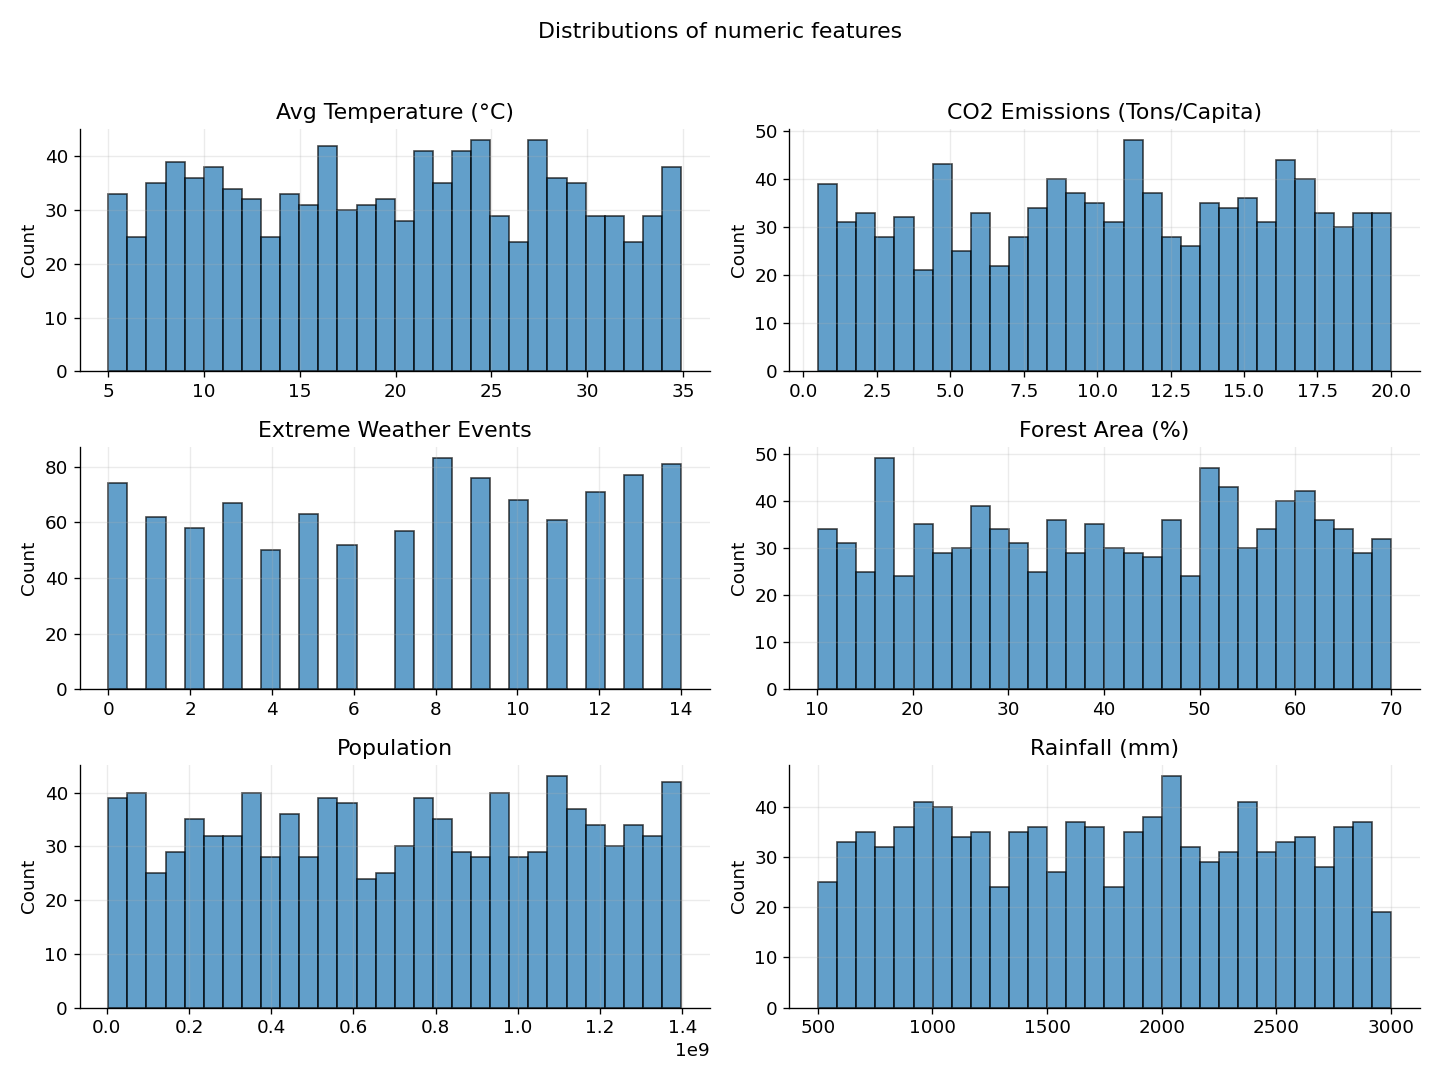 Distributions of numeric features
Avg Temperature (°C)
Count
0
10
20
30
40
5 10 15 20 25 30 35
CO2 Emissions (Tons/Capita)
Count
0
10
20
30
40
50
0.0 2.5 5.0 7.5 10.0 12.5 15.0 17.5 20.0
Extreme Weather Events
Count
0
20
40
60
80
0 2 4 6 8 10 12 14
Forest Area (%)
Count
0
10
20
30
40
50
10 20 30 40 50 60 70
Population
Count
0
10
20
30
40
0.0 0.2 0.4 0.6 0.8 1.0 1.2 1.4
1e9
Rainfall (mm)
Count
0
10
20
30
40
500 1000 1500 2000 2500 3000